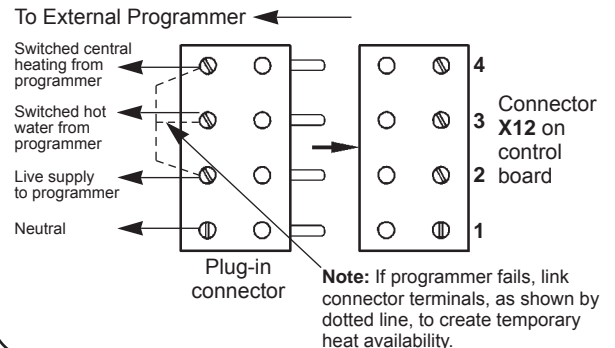 To External Programmer
Switched central
heating from
programmer
Switched hot
water from
programmer
Live supply
to programmer
Neutral
4
3
2
1
Connector
X12 on
control
board
Plug-in
connector
Note: If programmer fails, link
connector terminals, as shown by
dotted line, to create temporary
heat availability.